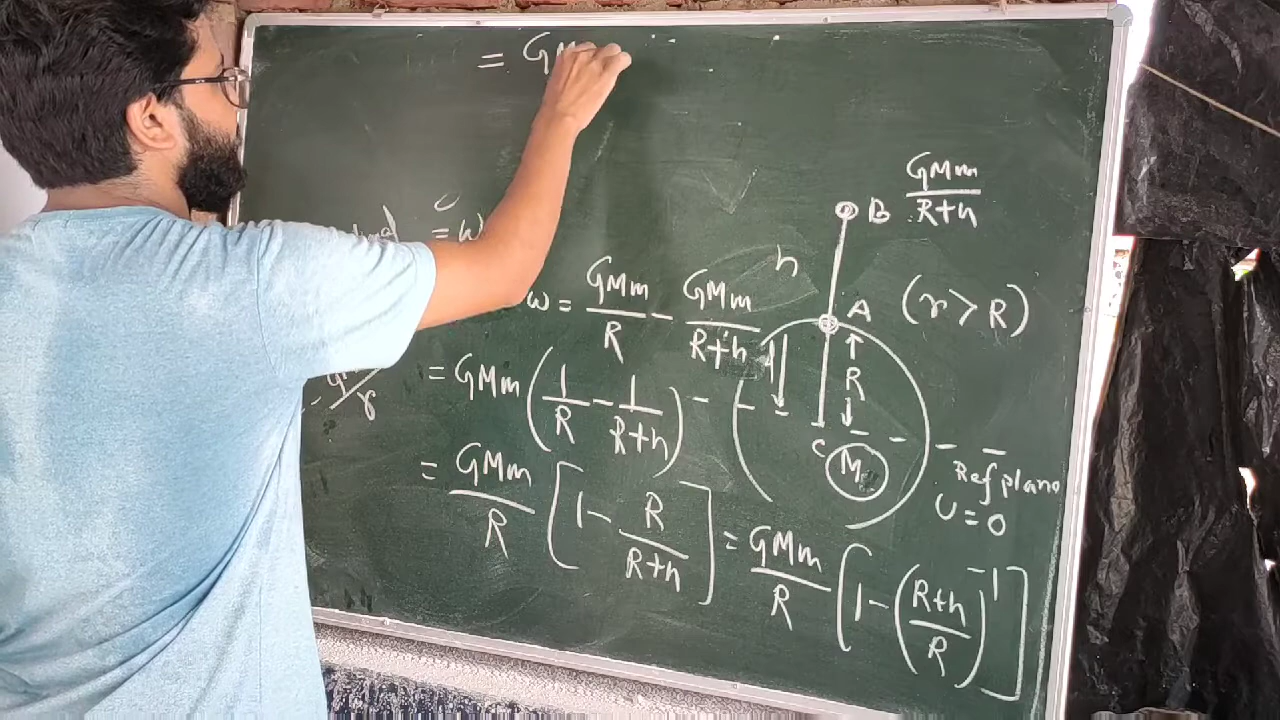 = GM
GMm/(R+h)
B
h
= W
A (r > R)
W = GMm/R - GMm/(R+h)
R
= GMm (1/R - 1/(R+h))
C
M
Ref plane
U = 0
= GMm/R [1 - R/(R+h)] = GMm/R [1 - ((R+h)/R)^-1]